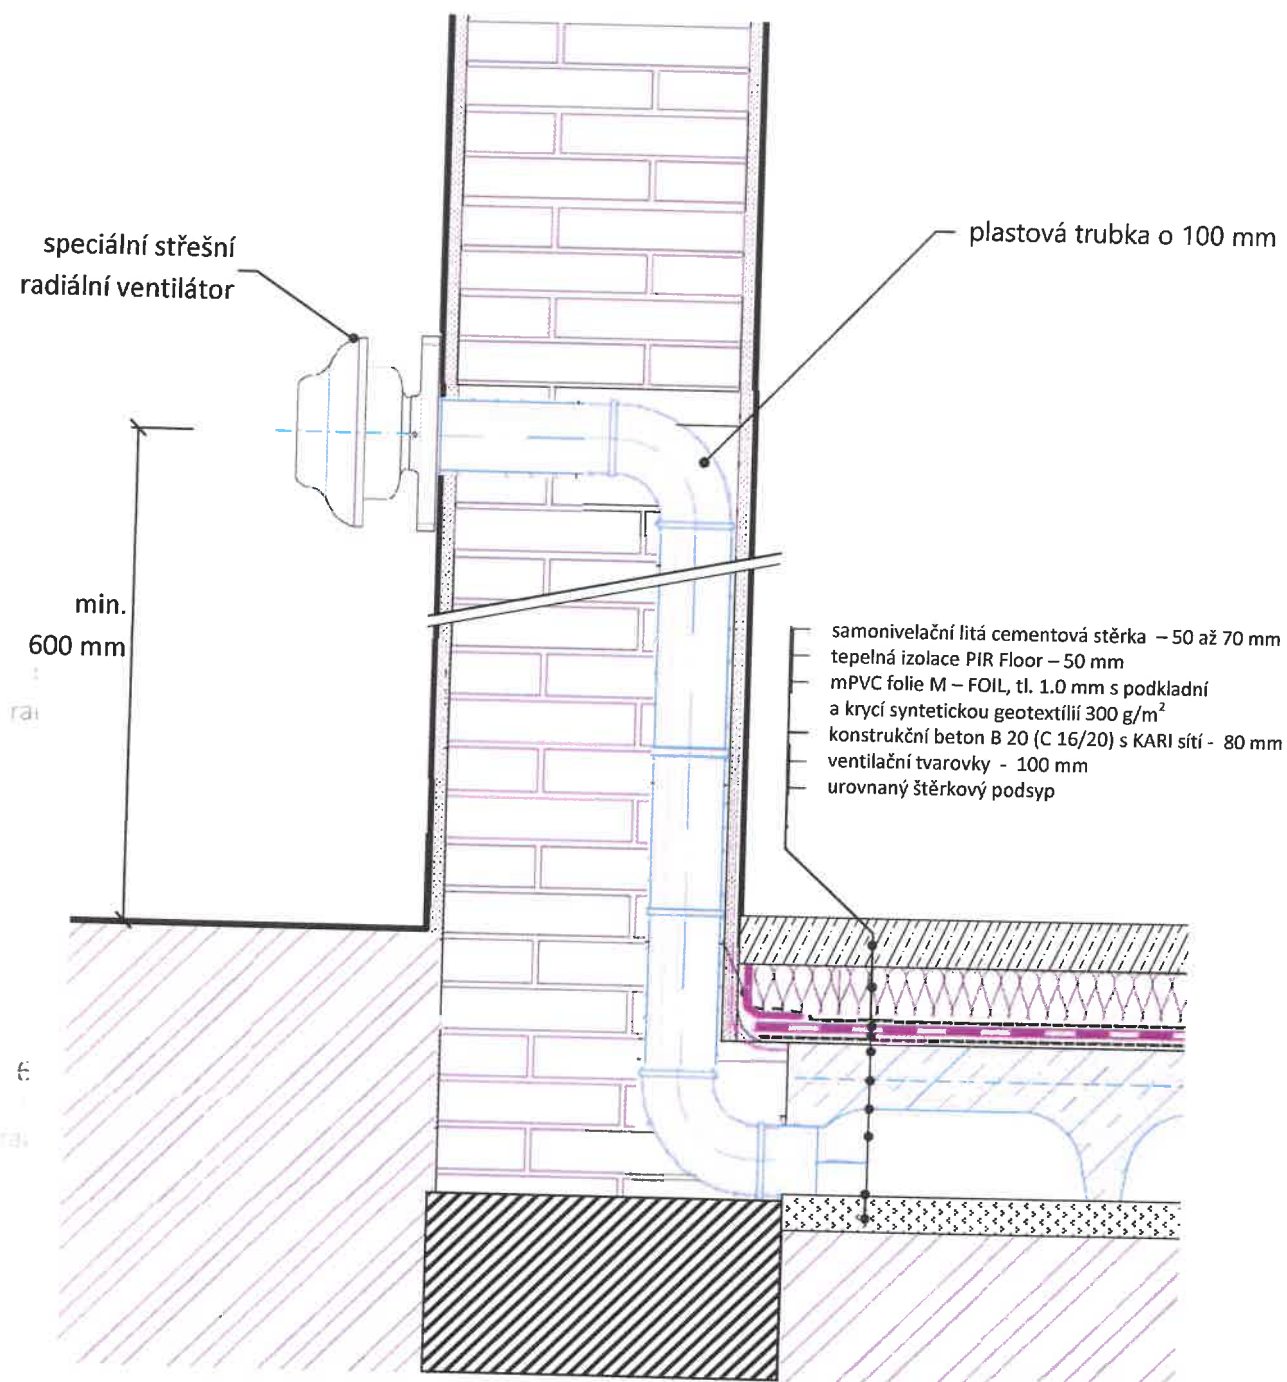 speciální střešní
radiální ventilátor
plastová trubka o 100 mm
min.
600 mm
samonivelační litá cementová stěrka – 50 až 70 mm
tepelná izolace PIR Floor – 50 mm
mPVC folie M – FOIL, tl. 1.0 mm s podkladní
a krycí syntetickou geotextílií 300 g/m²
konstrukční beton B 20 (C 16/20) s KARI sítí - 80 mm
ventilační tvarovky - 100 mm
urovnaný štěrkový podsyp